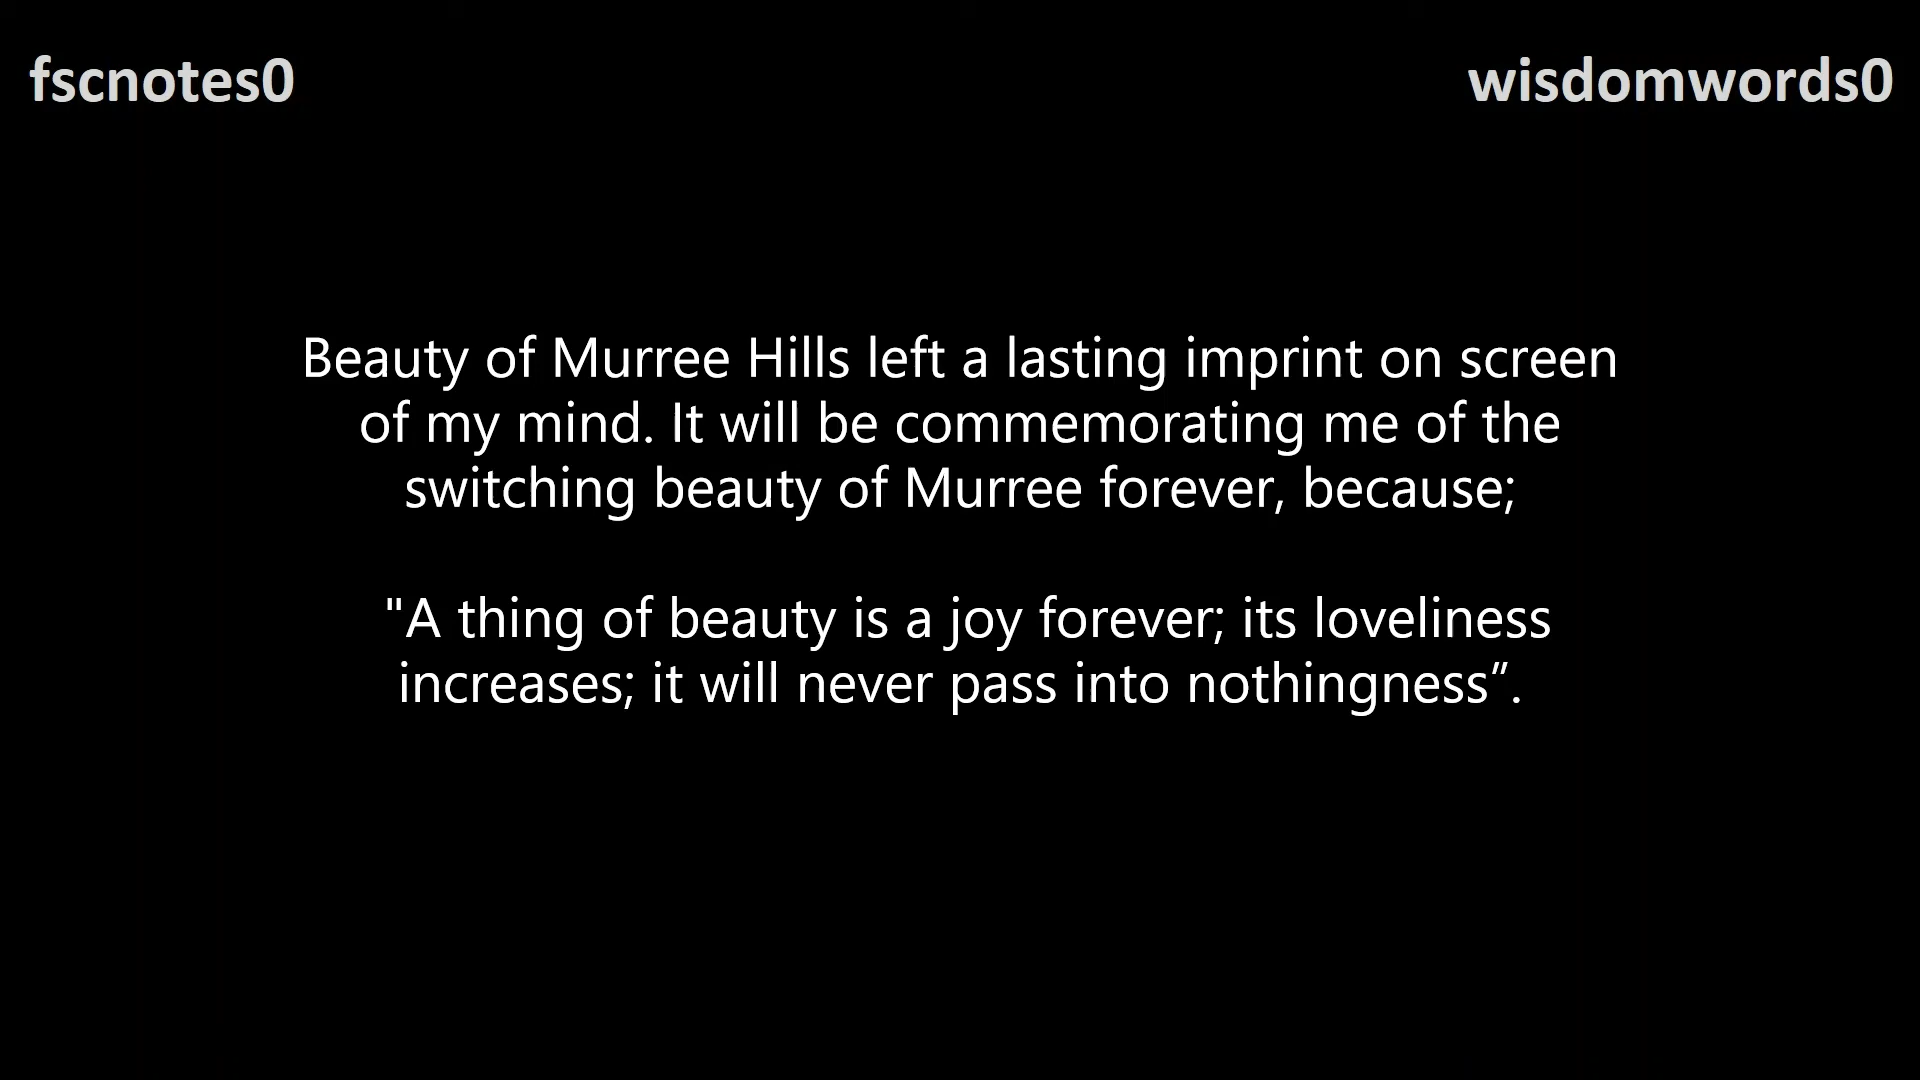 fscnotes0
wisdomwords0
Beauty of Murree Hills left a lasting imprint on screen
of my mind. It will be commemorating me of the
switching beauty of Murree forever, because;
"A thing of beauty is a joy forever; its loveliness
increases; it will never pass into nothingness”.